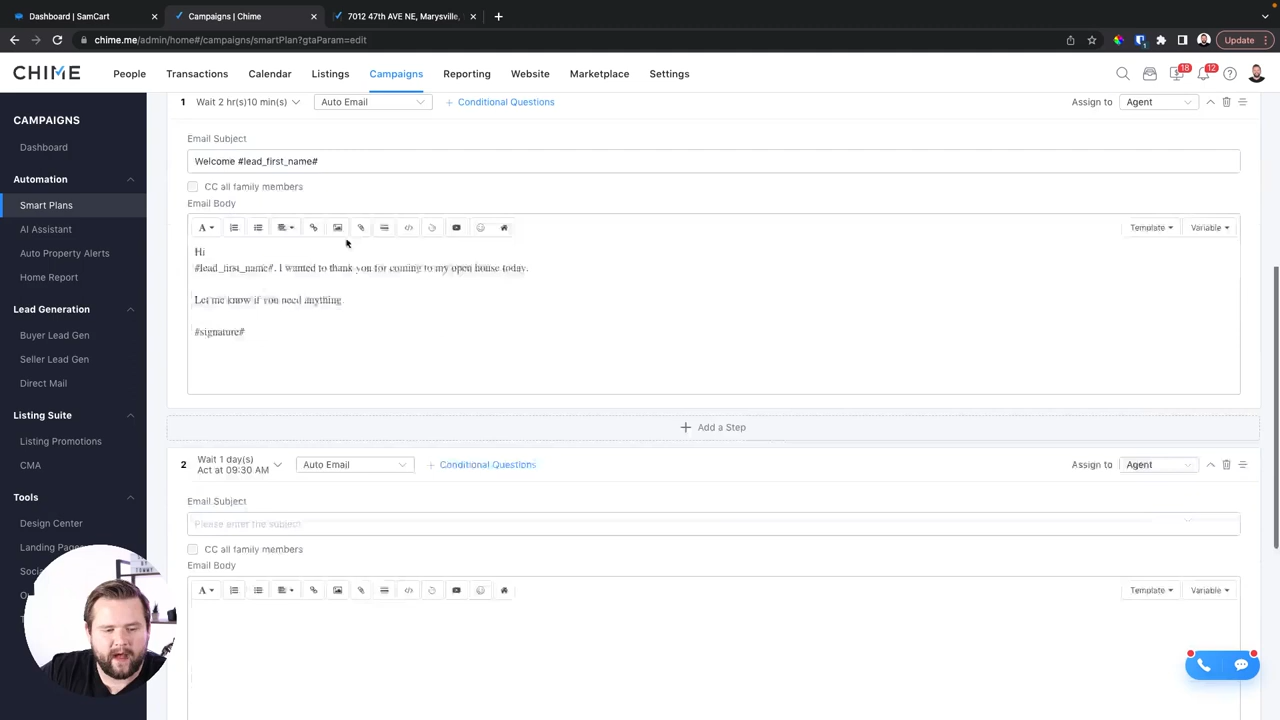 Dashboard | SamCart
Campaigns | Chime
7012 47th AVE NE, Marysville,
chime.me/admin/home#/campaigns/smartPlan?gtaParam=edit
Update
CHIME
People
Transactions
Calendar
Listings
Campaigns
Reporting
Website
Marketplace
Settings
18
12
CAMPAIGNS
Dashboard
Automation
Smart Plans
AI Assistant
Auto Property Alerts
Home Report
Lead Generation
Buyer Lead Gen
Seller Lead Gen
Direct Mail
Listing Suite
Listing Promotions
CMA
Tools
Design Center
Landing Pages
1 Wait 2 hr(s)10 min(s) Auto Email + Conditional Questions Assign to Agent
Email Subject
Welcome #lead_first_name#
CC all family members
Email Body
Template Variable
Hi
#lead_first_name#. I wanted to thank you for coming to my open house today.
Let me know if you need anything.
#signature#
+ Add a Step
2 Wait 1 day(s)
Act at 09:30 AM
Auto Email + Conditional Questions Assign to Agent
Email Subject
Please enter the subject
CC all family members
Email Body
Template Variable